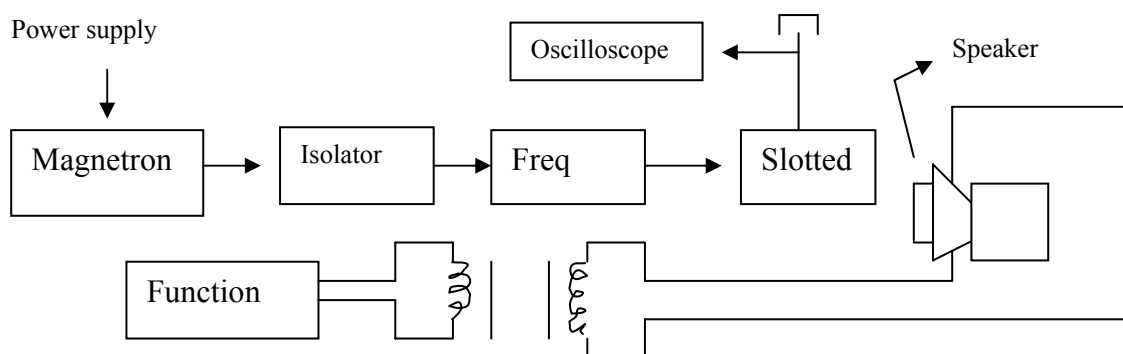 Power supply
Oscilloscope
Speaker
Magnetron
Isolator
Freq
Slotted
Function